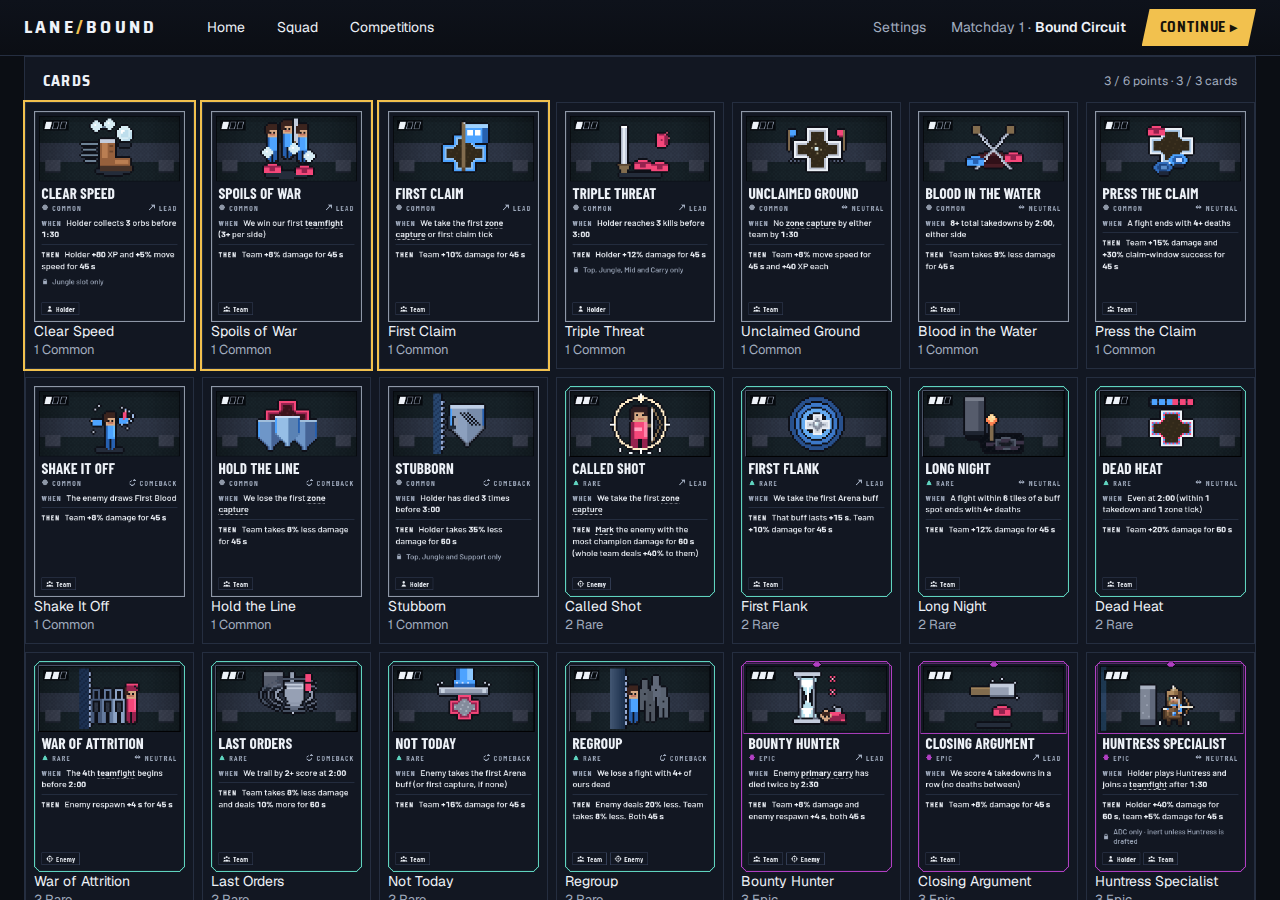 LANE/BOUND
Home
Squad
Competitions
Settings
Matchday 1 · Bound Circuit
CONTINUE ▸
CARDS
3 / 6 points · 3 / 3 cards
CLEAR SPEED
COMMON
LEAD
WHEN Holder collects 3 orbs before
1:30
THEN Holder +80 XP and +5% move
speed for 45 s
Jungle slot only
Holder
Clear Speed
1 Common
SPOILS OF WAR
COMMON
LEAD
WHEN We win our first teamfight
(3+ per side)
THEN Team +8% damage for 45 s
Team
Spoils of War
1 Common
FIRST CLAIM
COMMON
LEAD
WHEN We take the first zone
capture or first claim tick
THEN Team +10% damage for 45 s
Team
First Claim
1 Common
TRIPLE THREAT
COMMON
LEAD
WHEN Holder reaches 3 kills before
3:00
THEN Holder +12% damage for 45 s
Top, Jungle, Mid and Carry only
Holder
Triple Threat
1 Common
UNCLAIMED GROUND
COMMON
NEUTRAL
WHEN No zone capture by either
team by 1:30
THEN Team +8% move speed for
45 s and +40 XP each
Team
Unclaimed Ground
1 Common
BLOOD IN THE WATER
COMMON
NEUTRAL
WHEN 8+ total takedowns by 2:00,
either side
THEN Team takes 9% less damage
for 45 s
Team
Blood in the Water
1 Common
PRESS THE CLAIM
COMMON
NEUTRAL
WHEN A fight ends with 4+ deaths
THEN Team +15% damage and
+30% claim-window success for
45 s
Team
Press the Claim
1 Common
SHAKE IT OFF
COMMON
COMEBACK
WHEN The enemy draws First Blood
THEN Team +8% damage for 45 s
Team
Shake It Off
1 Common
HOLD THE LINE
COMMON
COMEBACK
WHEN We lose the first zone
capture
THEN Team takes 8% less damage
for 45 s
Team
Hold the Line
1 Common
STUBBORN
COMMON
COMEBACK
WHEN Holder has died 3 times
before 3:00
THEN Holder takes 35% less
damage for 60 s
Top, Jungle and Support only
Holder
Stubborn
1 Common
CALLED SHOT
RARE
LEAD
WHEN We take the first zone
capture
THEN Mark the enemy with the
most champion damage for 60 s
(whole team deals +40% to them)
Enemy
Called Shot
2 Rare
FIRST FLANK
RARE
LEAD
WHEN We take the first Arena buff
THEN That buff lasts +15 s. Team
+10% damage for 45 s
Team
First Flank
2 Rare
LONG NIGHT
RARE
NEUTRAL
WHEN A fight within 6 tiles of a buff
spot ends with 4+ deaths
THEN Team +12% damage for 45 s
Team
Long Night
2 Rare
DEAD HEAT
RARE
NEUTRAL
WHEN Even at 2:00 (within 1
takedown and 1 zone tick)
THEN Team +20% damage for 60 s
Team
Dead Heat
2 Rare
WAR OF ATTRITION
RARE
NEUTRAL
WHEN The 4th teamfight begins
before 2:00
THEN Enemy respawn +4 s for 45 s
Enemy
War of Attrition
2 Rare
LAST ORDERS
RARE
COMEBACK
WHEN We trail by 2+ score at 2:00
THEN Team takes 8% less damage
and deals 10% more for 60 s
Team
Last Orders
2 Rare
NOT TODAY
RARE
COMEBACK
WHEN Enemy takes the first Arena
buff (or first capture, if none)
THEN Team +16% damage for 45 s
Team
Not Today
2 Rare
REGROUP
RARE
COMEBACK
WHEN We lose a fight with 4+ of
ours dead
THEN Enemy deals 20% less. Team
takes 8% less. Both 45 s
Team
Enemy
Regroup
2 Rare
BOUNTY HUNTER
EPIC
LEAD
WHEN Enemy primary carry has
died twice by 2:30
THEN Team +8% damage and
enemy respawn +4 s, both 45 s
Team
Enemy
Bounty Hunter
3 Epic
CLOSING ARGUMENT
EPIC
LEAD
WHEN We score 4 takedowns in a
row (no deaths between)
THEN Team +8% damage for 45 s
Team
Closing Argument
3 Epic
HUNTRESS SPECIALIST
EPIC
NEUTRAL
WHEN Holder plays Huntress and
joins a teamfight after 1:30
THEN Holder +40% damage for
60 s, team +5% damage for 45 s
ADC only · Inert unless Huntress is
drafted
Holder
Team
Huntress Specialist
3 Epic